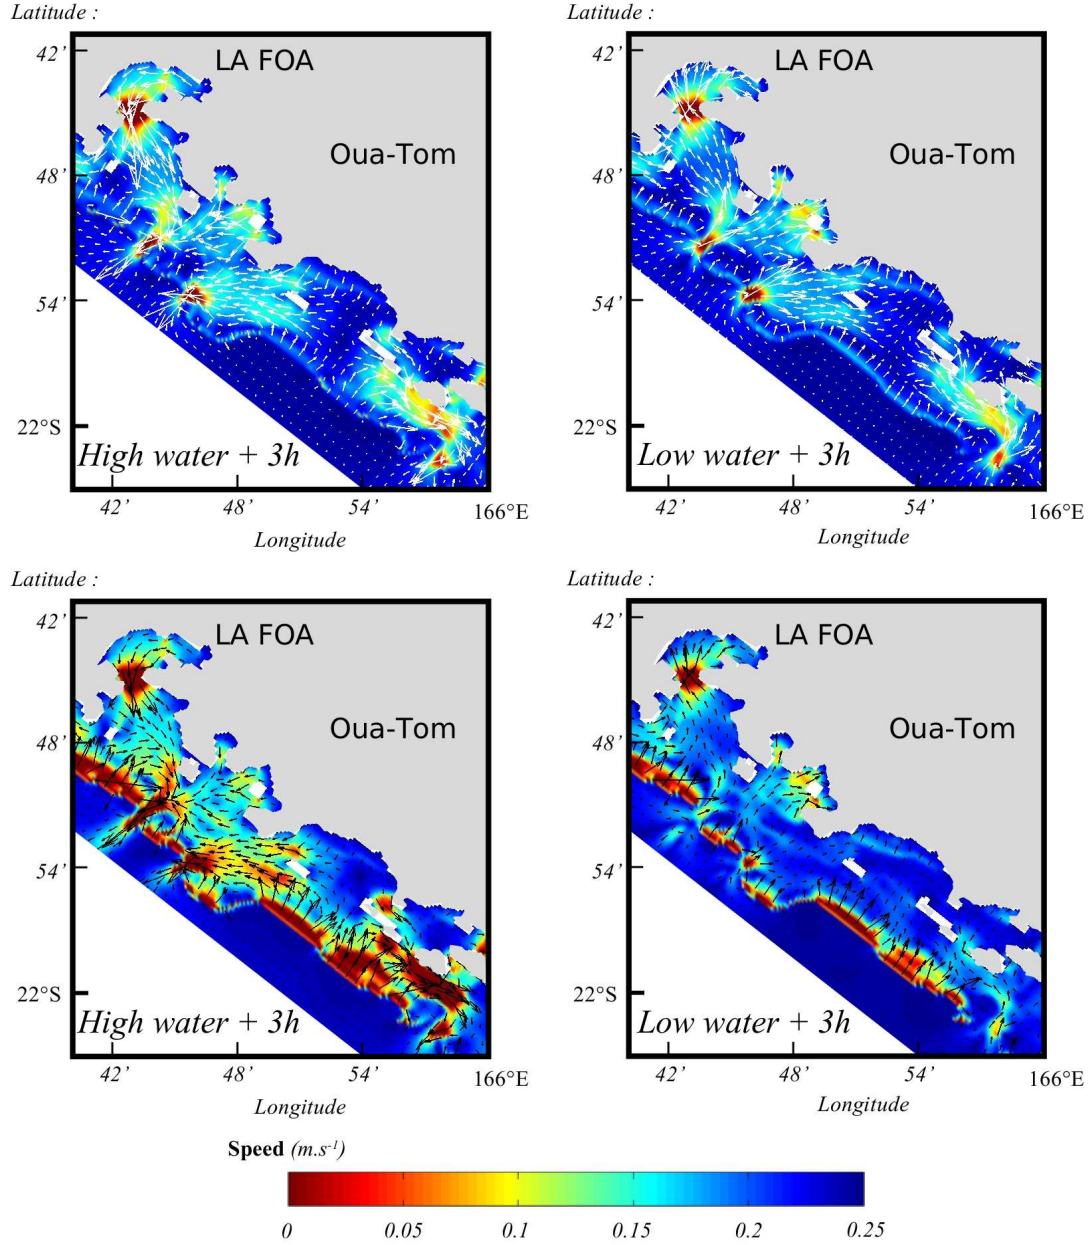 Latitude :
Latitude :
42’
LA FOA
Oua-Tom
48’
54’
22°S
High water + 3h
42’
48’
54’
166°E
Longitude
42’
LA FOA
Oua-Tom
48’
54’
22°S
Low water + 3h
42’
48’
54’
166°E
Longitude
Latitude :
Latitude :
42’
LA FOA
Oua-Tom
48’
54’
22°S
High water + 3h
42’
48’
54’
166°E
Longitude
42’
LA FOA
Oua-Tom
48’
54’
22°S
Low water + 3h
42’
48’
54’
166°E
Longitude
Speed (m.s⁻¹)
0 0.05 0.1 0.15 0.2 0.25